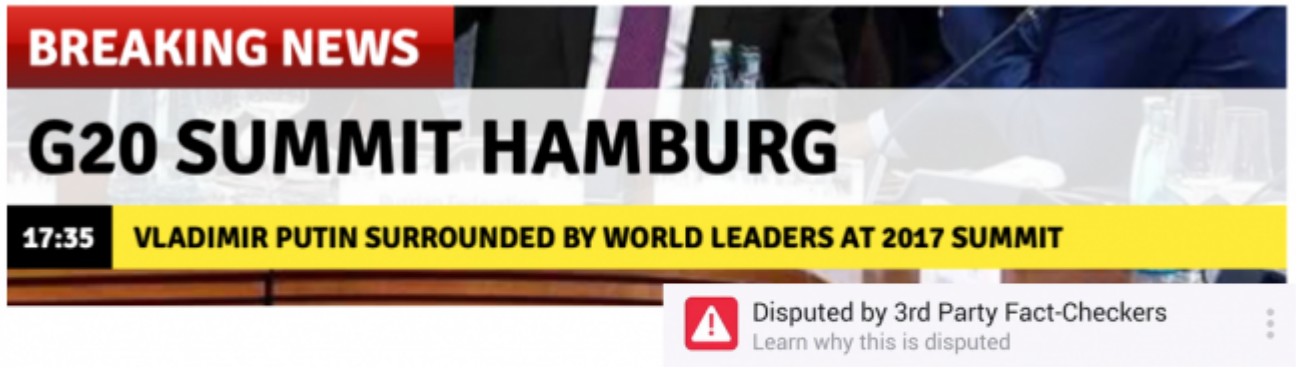 BREAKING NEWS
G20 SUMMIT HAMBURG
17:35 VLADIMIR PUTIN SURROUNDED BY WORLD LEADERS AT 2017 SUMMIT
Disputed by 3rd Party Fact-Checkers
Learn why this is disputed